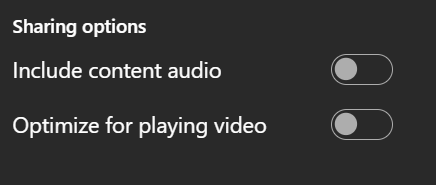 Sharing options
Include content audio
Optimize for playing video